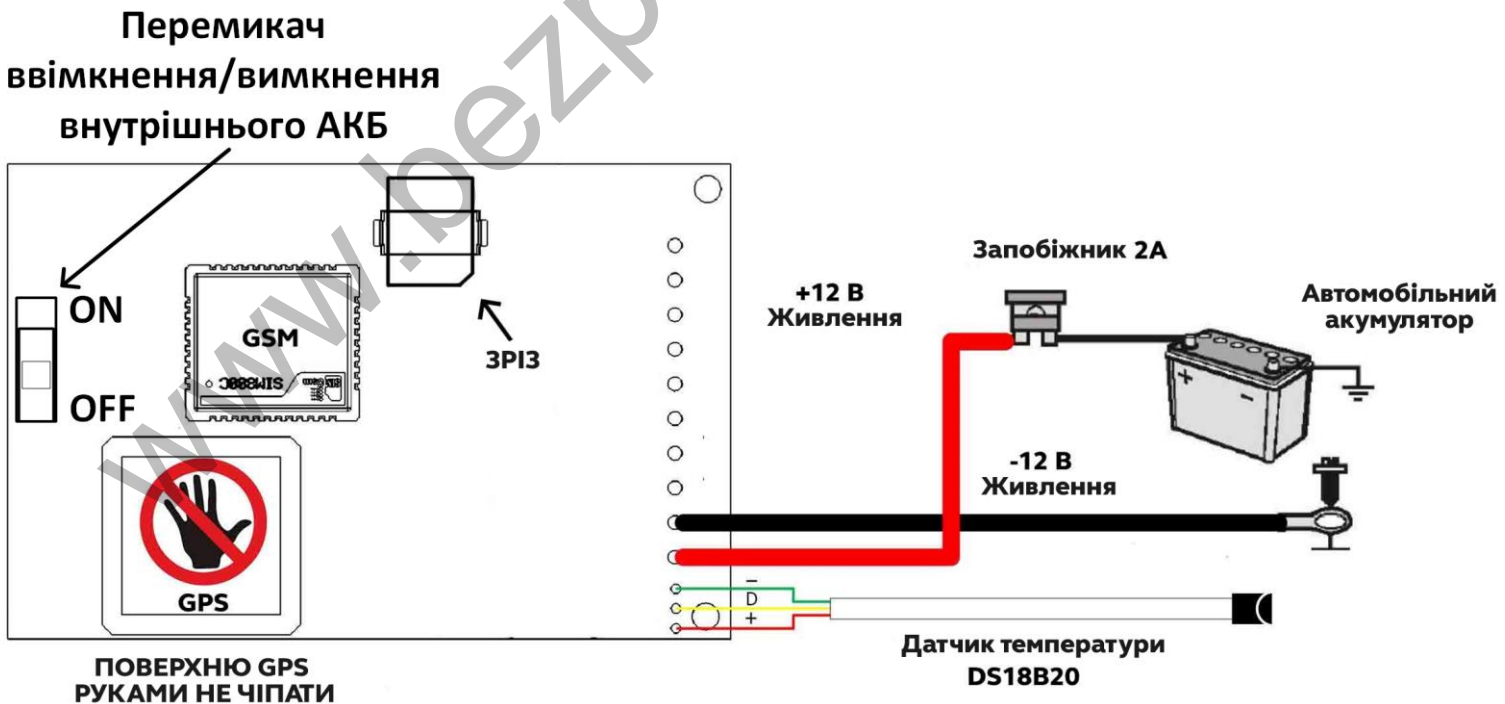 Перемикач
ввімкнення/вимкнення
внутрішнього АКБ
ON
OFF
GSM
SIM800C
ЗРІЗ
GPS
ПОВЕРХНЮ GPS
РУКАМИ НЕ ЧІПАТИ
+12 В
Живлення
Запобіжник 2А
Автомобільний
акумулятор
+
-
-12 В
Живлення
–
D
+
Датчик температури
DS18B20
www.bezp